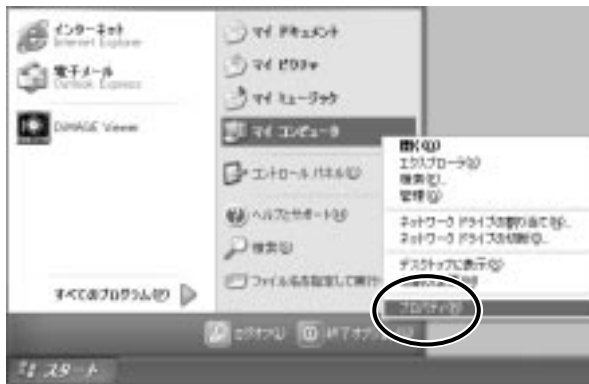 インターネット
Internet Explorer
電子メール
Outlook Express
DiMAGE Viewer
すべてのプログラム(P)
マイ ドキュメント
マイ ピクチャ
マイ ミュージック
マイ コンピュータ
コントロール パネル(C)
ヘルプとサポート(H)
検索(S)
ファイル名を指定して実行
開く(O)
エクスプローラ(X)
検索(E)...
管理(G)
ネットワーク ドライブの割り当て(N)...
ネットワーク ドライブの切断(I)...
デスクトップに表示(S)
プロパティ(R)
ログオフ(L)
終了オプ
スタート